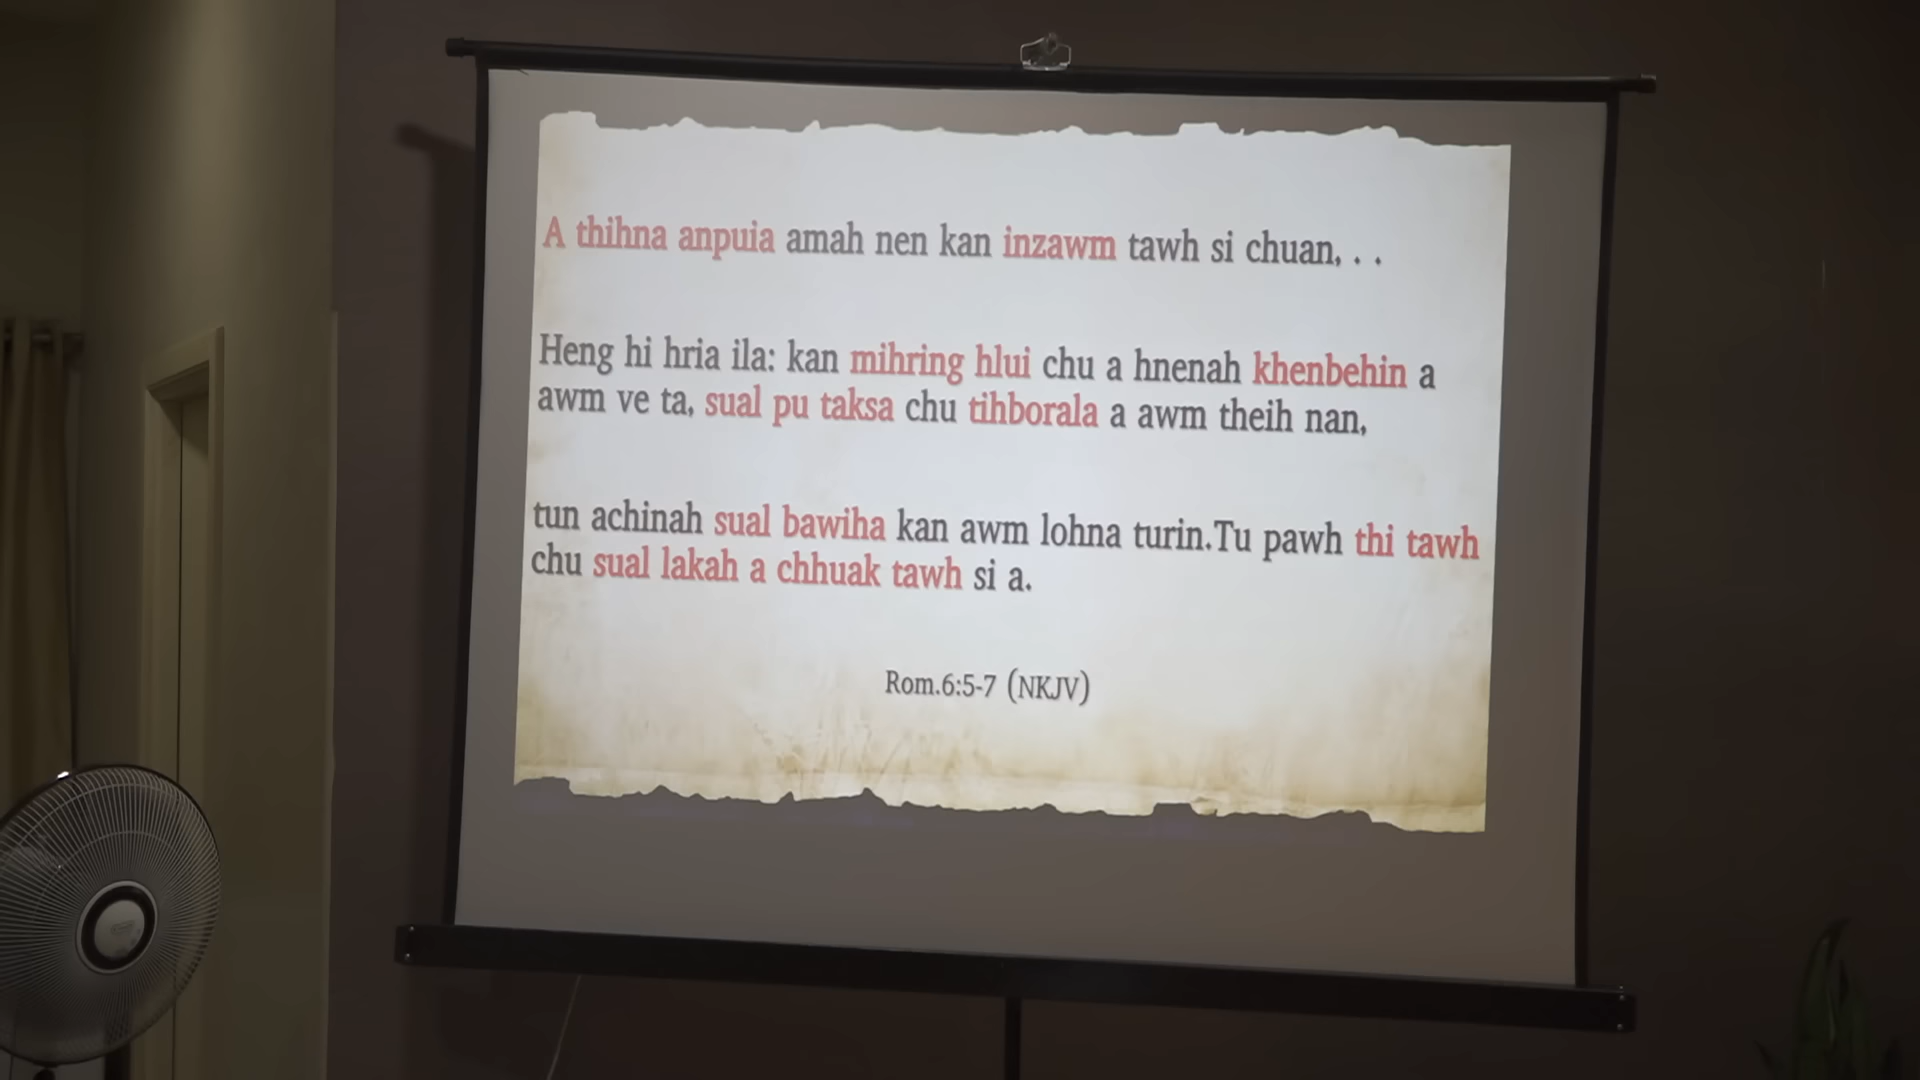 A thihna anpuia amah nen kan inzawm tawh si chuan, . .
Heng hi hria ila: kan mihring hlui chu a hnenah khenbehin a
awm ve ta, sual pu taksa chu tihborala a awm theih nan,
tun achinah sual bawiha kan awm lohna turin.Tu pawh thi tawh
chu sual lakah a chhuak tawh si a.
Rom.6:5-7 (NKJV)